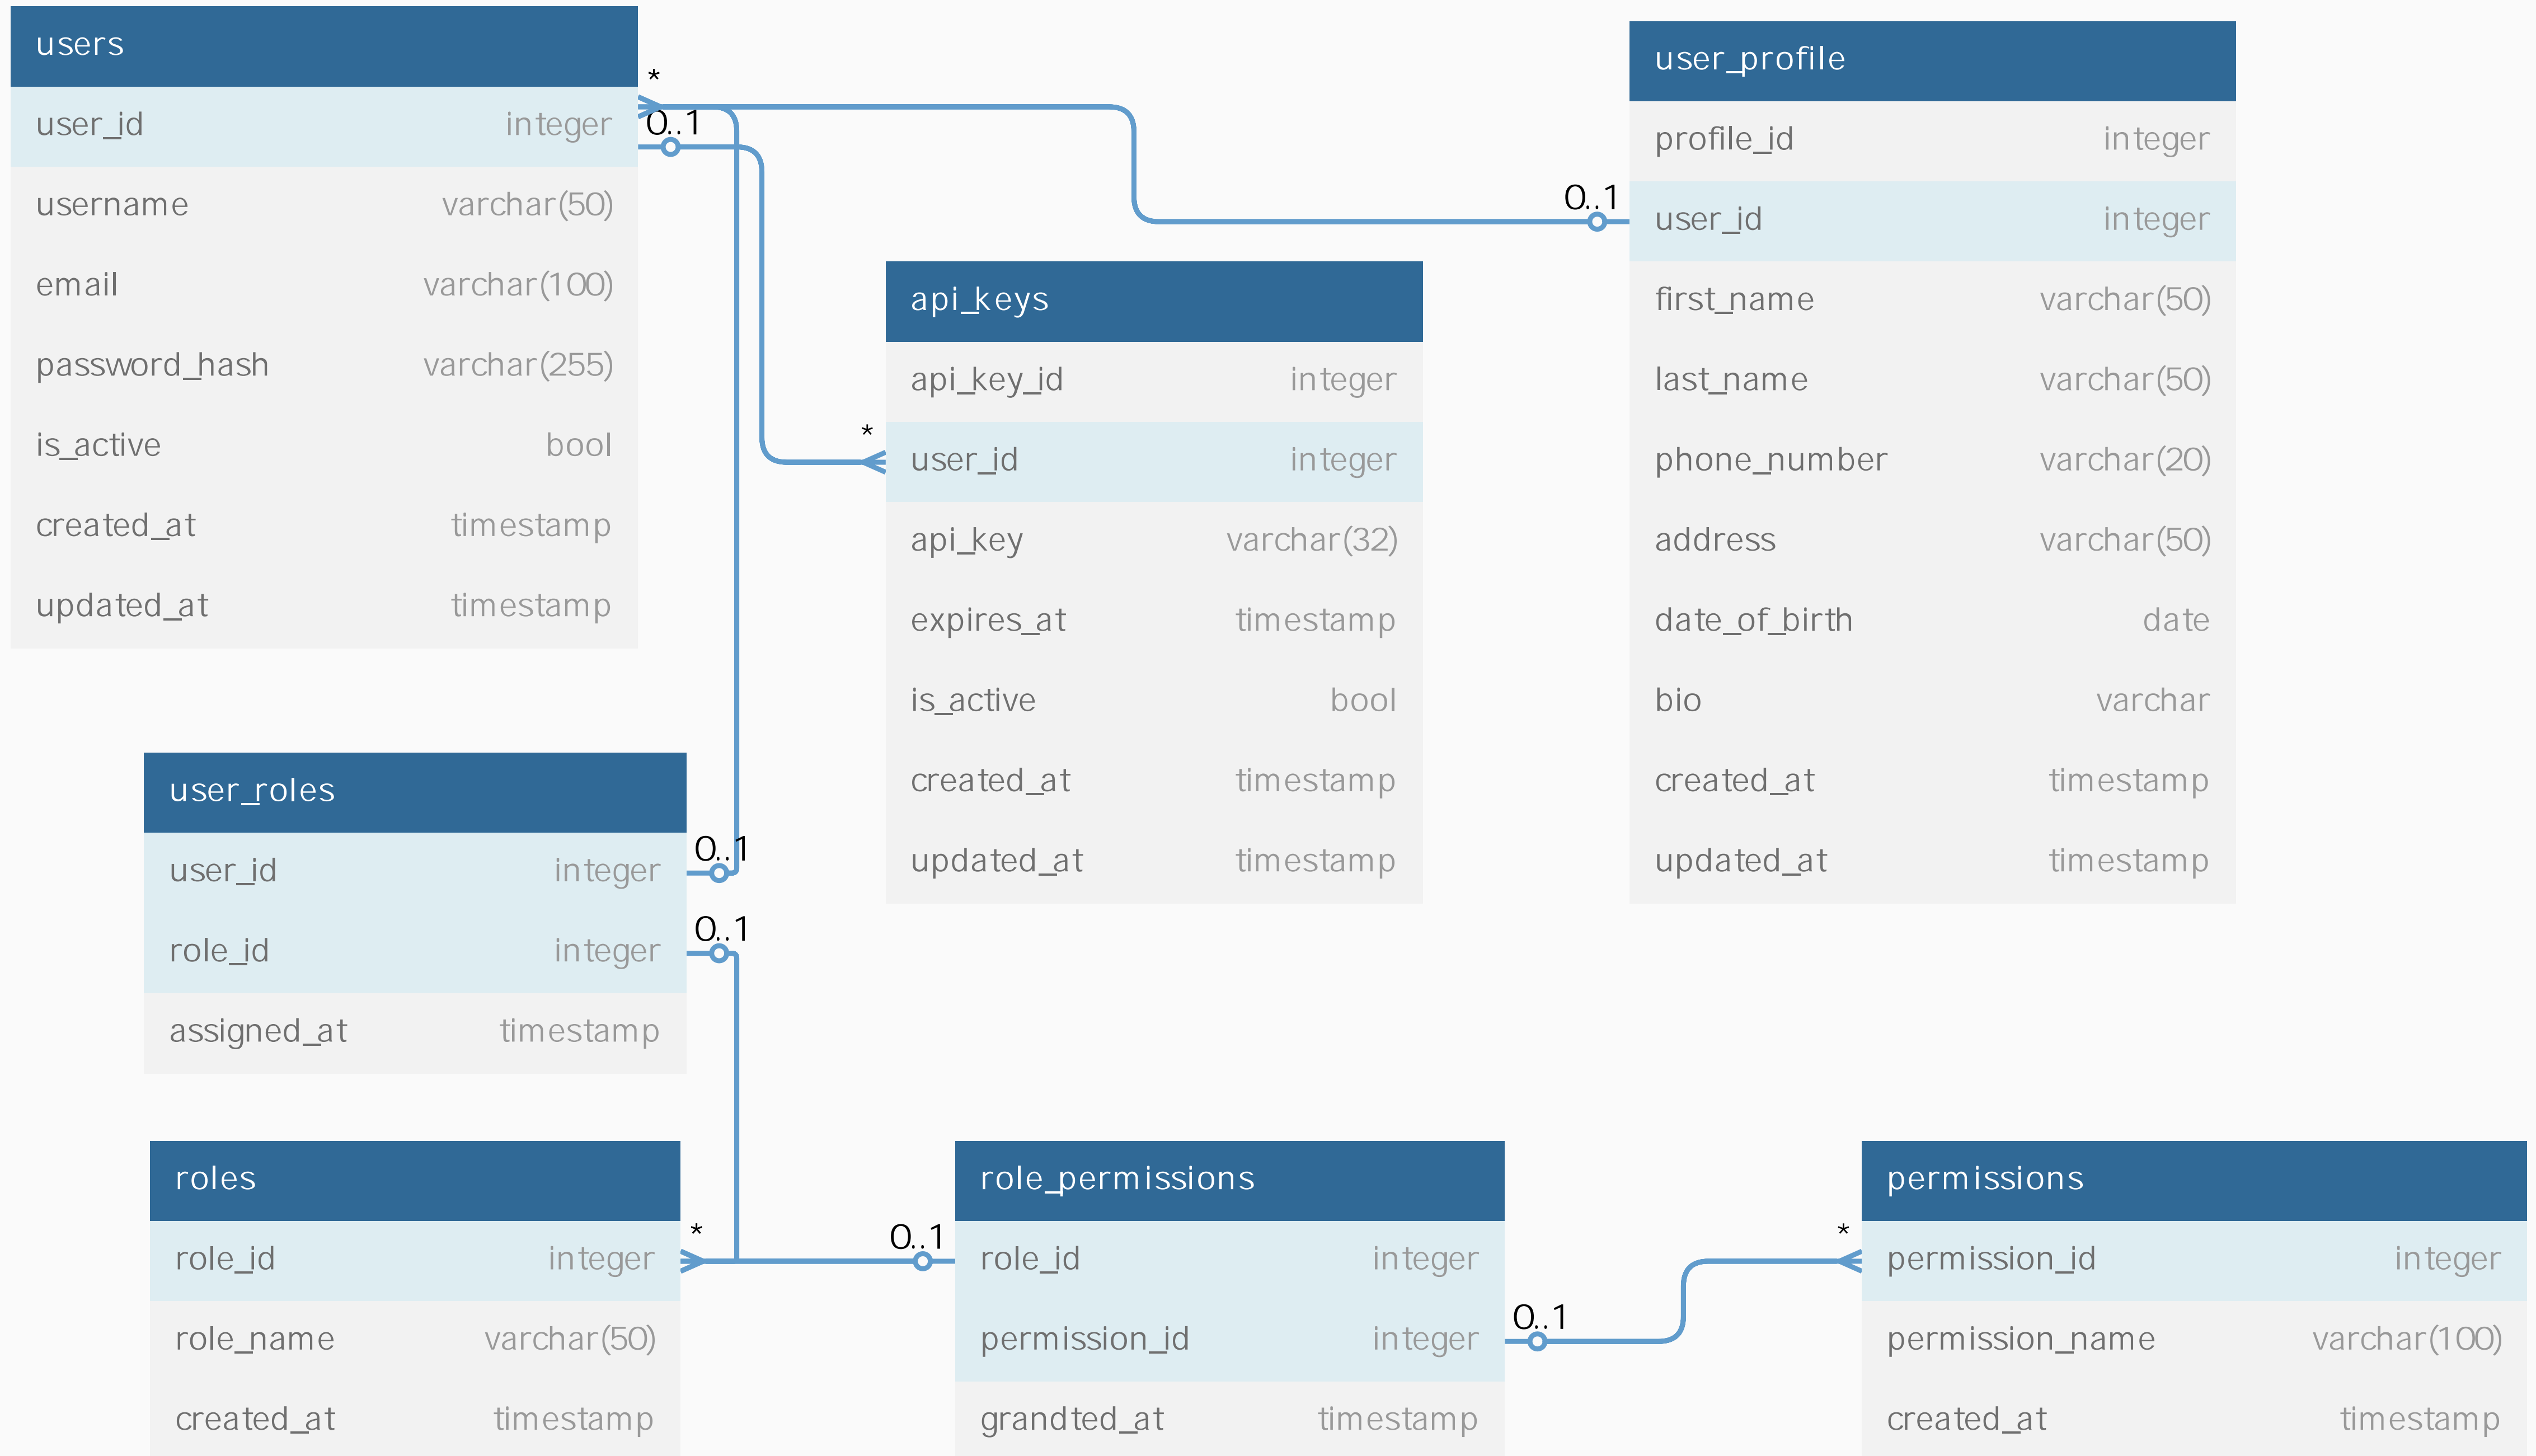 users
user_id integer
username varchar(50)
email varchar(100)
password_hash varchar(255)
is_active bool
created_at timestamp
updated_at timestamp
*
0..1
user_profile
profile_id integer
user_id integer
first_name varchar(50)
last_name varchar(50)
phone_number varchar(20)
address varchar(50)
date_of_birth date
bio varchar
created_at timestamp
updated_at timestamp
0..1
api_keys
api_key_id integer
user_id integer
api_key varchar(32)
expires_at timestamp
is_active bool
created_at timestamp
updated_at timestamp
*
user_roles
user_id integer
role_id integer
assigned_at timestamp
0..1
0..1
roles
role_id integer
role_name varchar(50)
created_at timestamp
*
0..1
role_permissions
role_id integer
permission_id integer
grandted_at timestamp
0..1
*
permissions
permission_id integer
permission_name varchar(100)
created_at timestamp